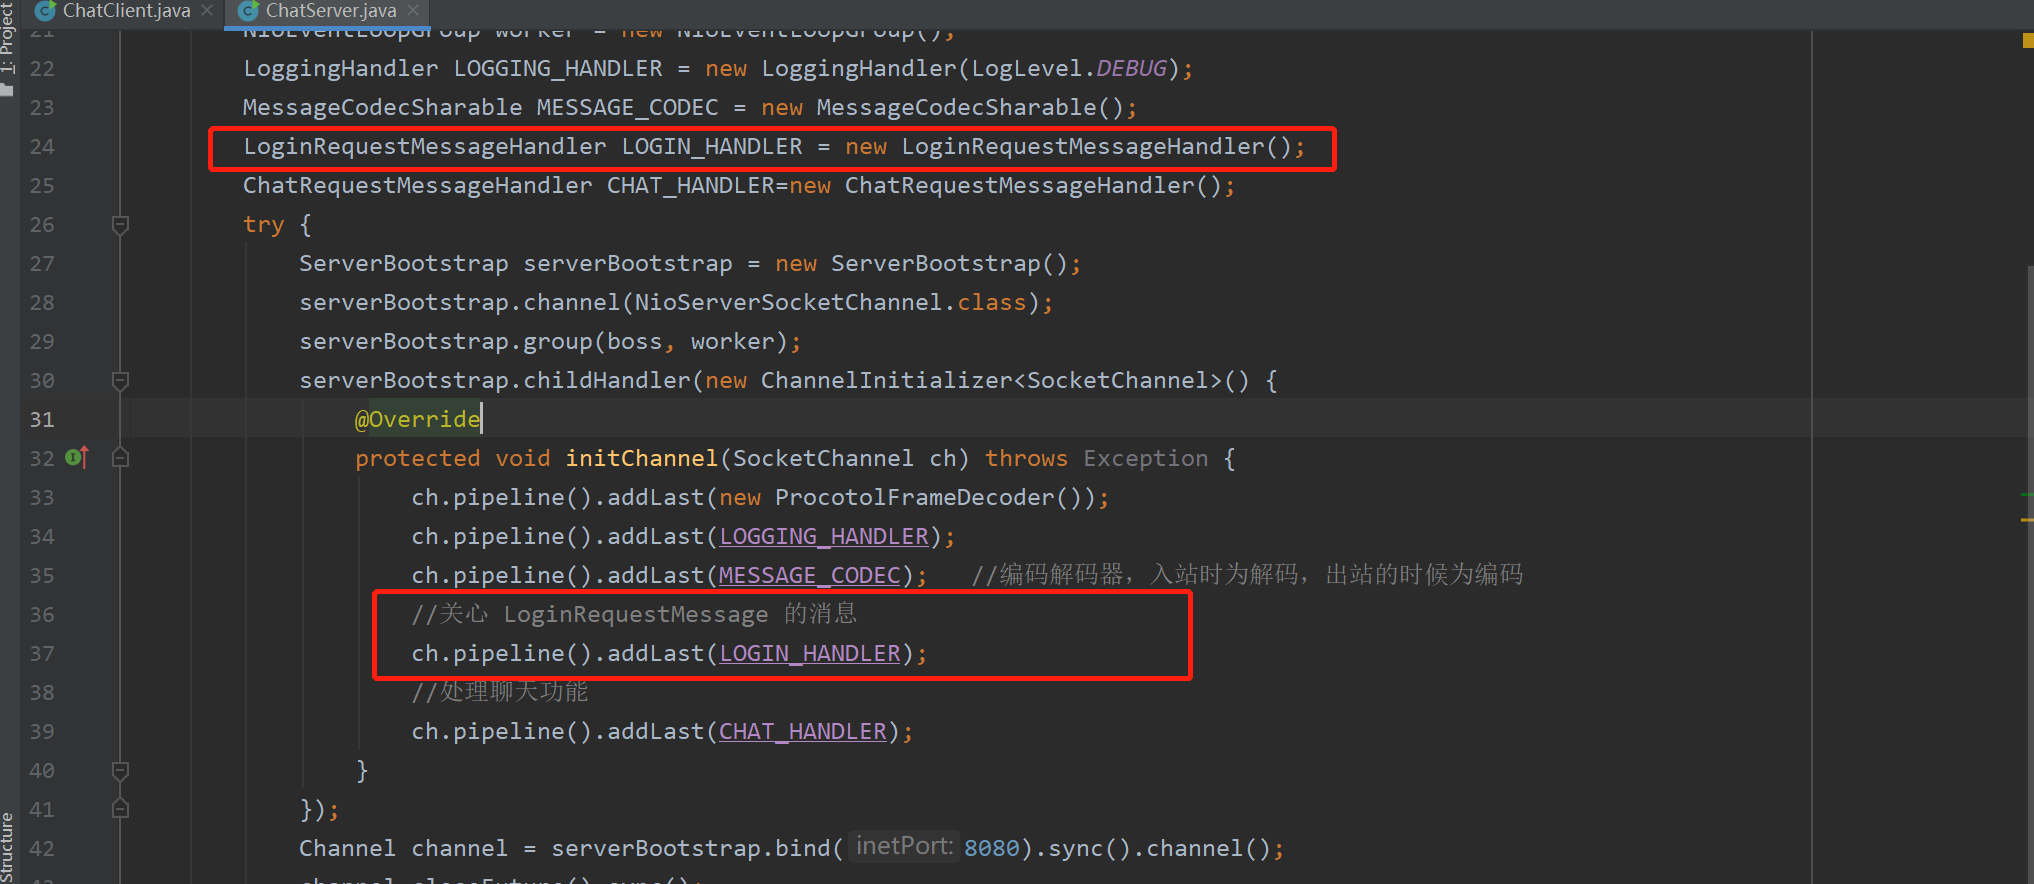 ChatClient.java
ChatServer.java
1: Project
21 NioEventLoopGroup worker = new NioEventLoopGroup();
22 LoggingHandler LOGGING_HANDLER = new LoggingHandler(LogLevel.DEBUG);
23 MessageCodecSharable MESSAGE_CODEC = new MessageCodecSharable();
24 LoginRequestMessageHandler LOGIN_HANDLER = new LoginRequestMessageHandler();
25 ChatRequestMessageHandler CHAT_HANDLER=new ChatRequestMessageHandler();
26 try {
27 ServerBootstrap serverBootstrap = new ServerBootstrap();
28 serverBootstrap.channel(NioServerSocketChannel.class);
29 serverBootstrap.group(boss, worker);
30 serverBootstrap.childHandler(new ChannelInitializer<SocketChannel>() {
31 @Override
32 protected void initChannel(SocketChannel ch) throws Exception {
33 ch.pipeline().addLast(new ProcotolFrameDecoder());
34 ch.pipeline().addLast(LOGGING_HANDLER);
35 ch.pipeline().addLast(MESSAGE_CODEC); //编码解码器，入站时为解码，出站的时候为编码
36 //关心 LoginRequestMessage 的消息
37 ch.pipeline().addLast(LOGIN_HANDLER);
38 //处理聊天功能
39 ch.pipeline().addLast(CHAT_HANDLER);
40 }
41 });
42 Channel channel = serverBootstrap.bind( inetPort: 8080).sync().channel();
channel.closeFuture().sync();
Structure